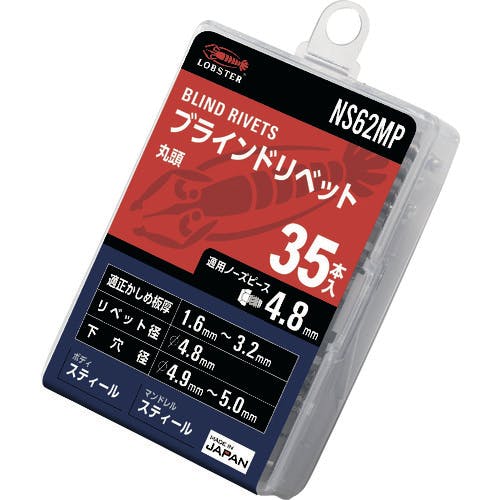 LOBSTER
NS62MP
BLIND RIVETS
ブラインドリベット
丸頭
35本入
適用ノーズピース
4.8mm
適正かしめ板厚 1.6mm～3.2mm
リベット径 φ4.8mm
下穴径 φ4.9mm～5.0mm
ボディ
スティール
マンドレル
スティール
MADE IN
JAPAN